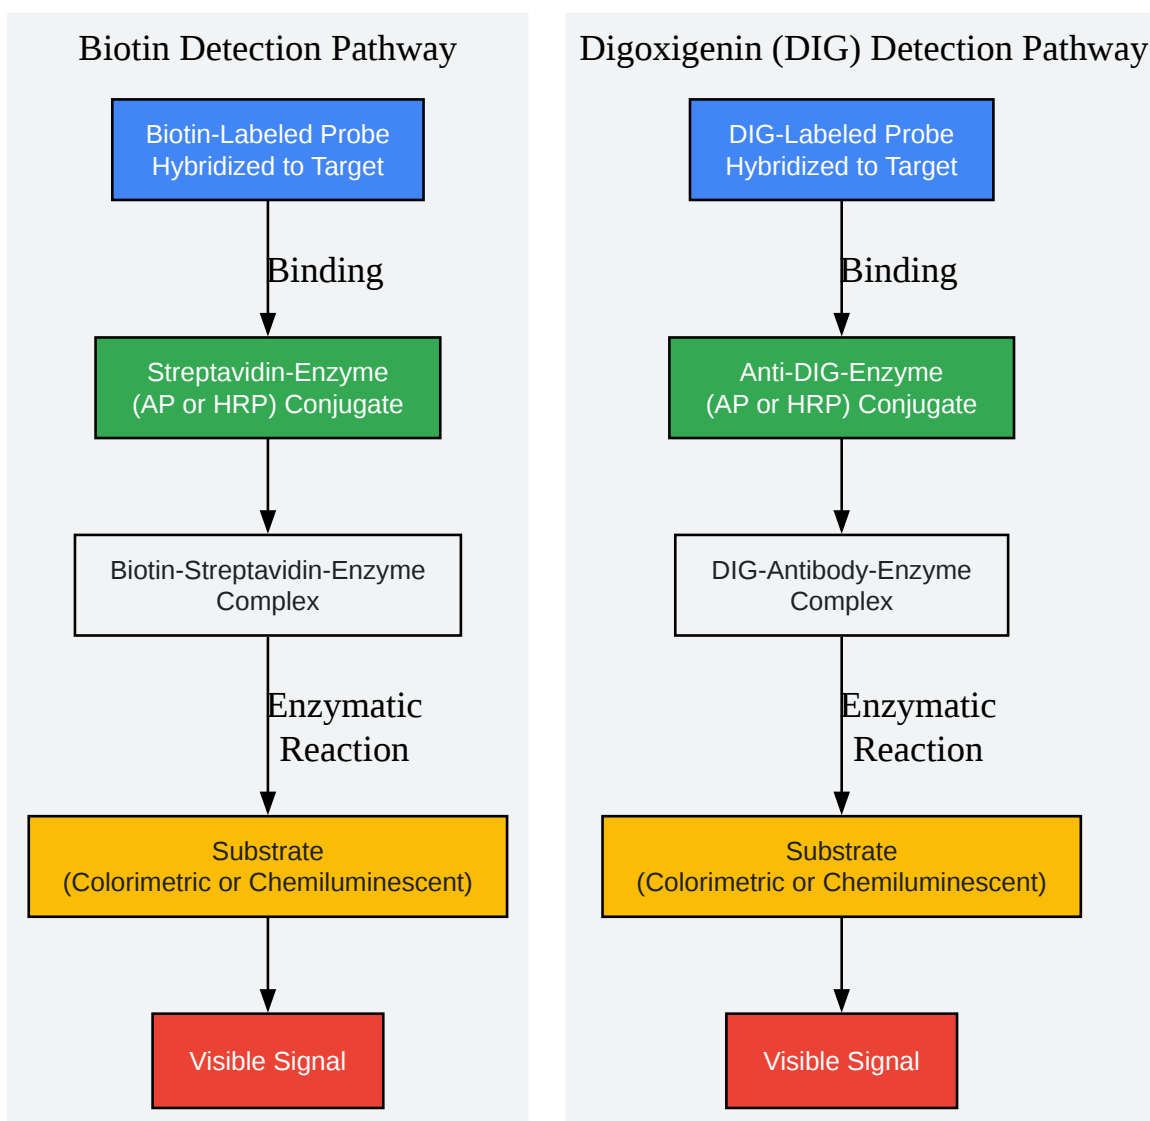 Biotin Detection Pathway
Biotin-Labeled Probe
Hybridized to Target
Binding
Streptavidin-Enzyme
(AP or HRP) Conjugate
Biotin-Streptavidin-Enzyme
Complex
Enzymatic
Reaction
Substrate
(Colorimetric or Chemiluminescent)
Visible Signal
Digoxigenin (DIG) Detection Pathway
DIG-Labeled Probe
Hybridized to Target
Binding
Anti-DIG-Enzyme
(AP or HRP) Conjugate
DIG-Antibody-Enzyme
Complex
Enzymatic
Reaction
Substrate
(Colorimetric or Chemiluminescent)
Visible Signal